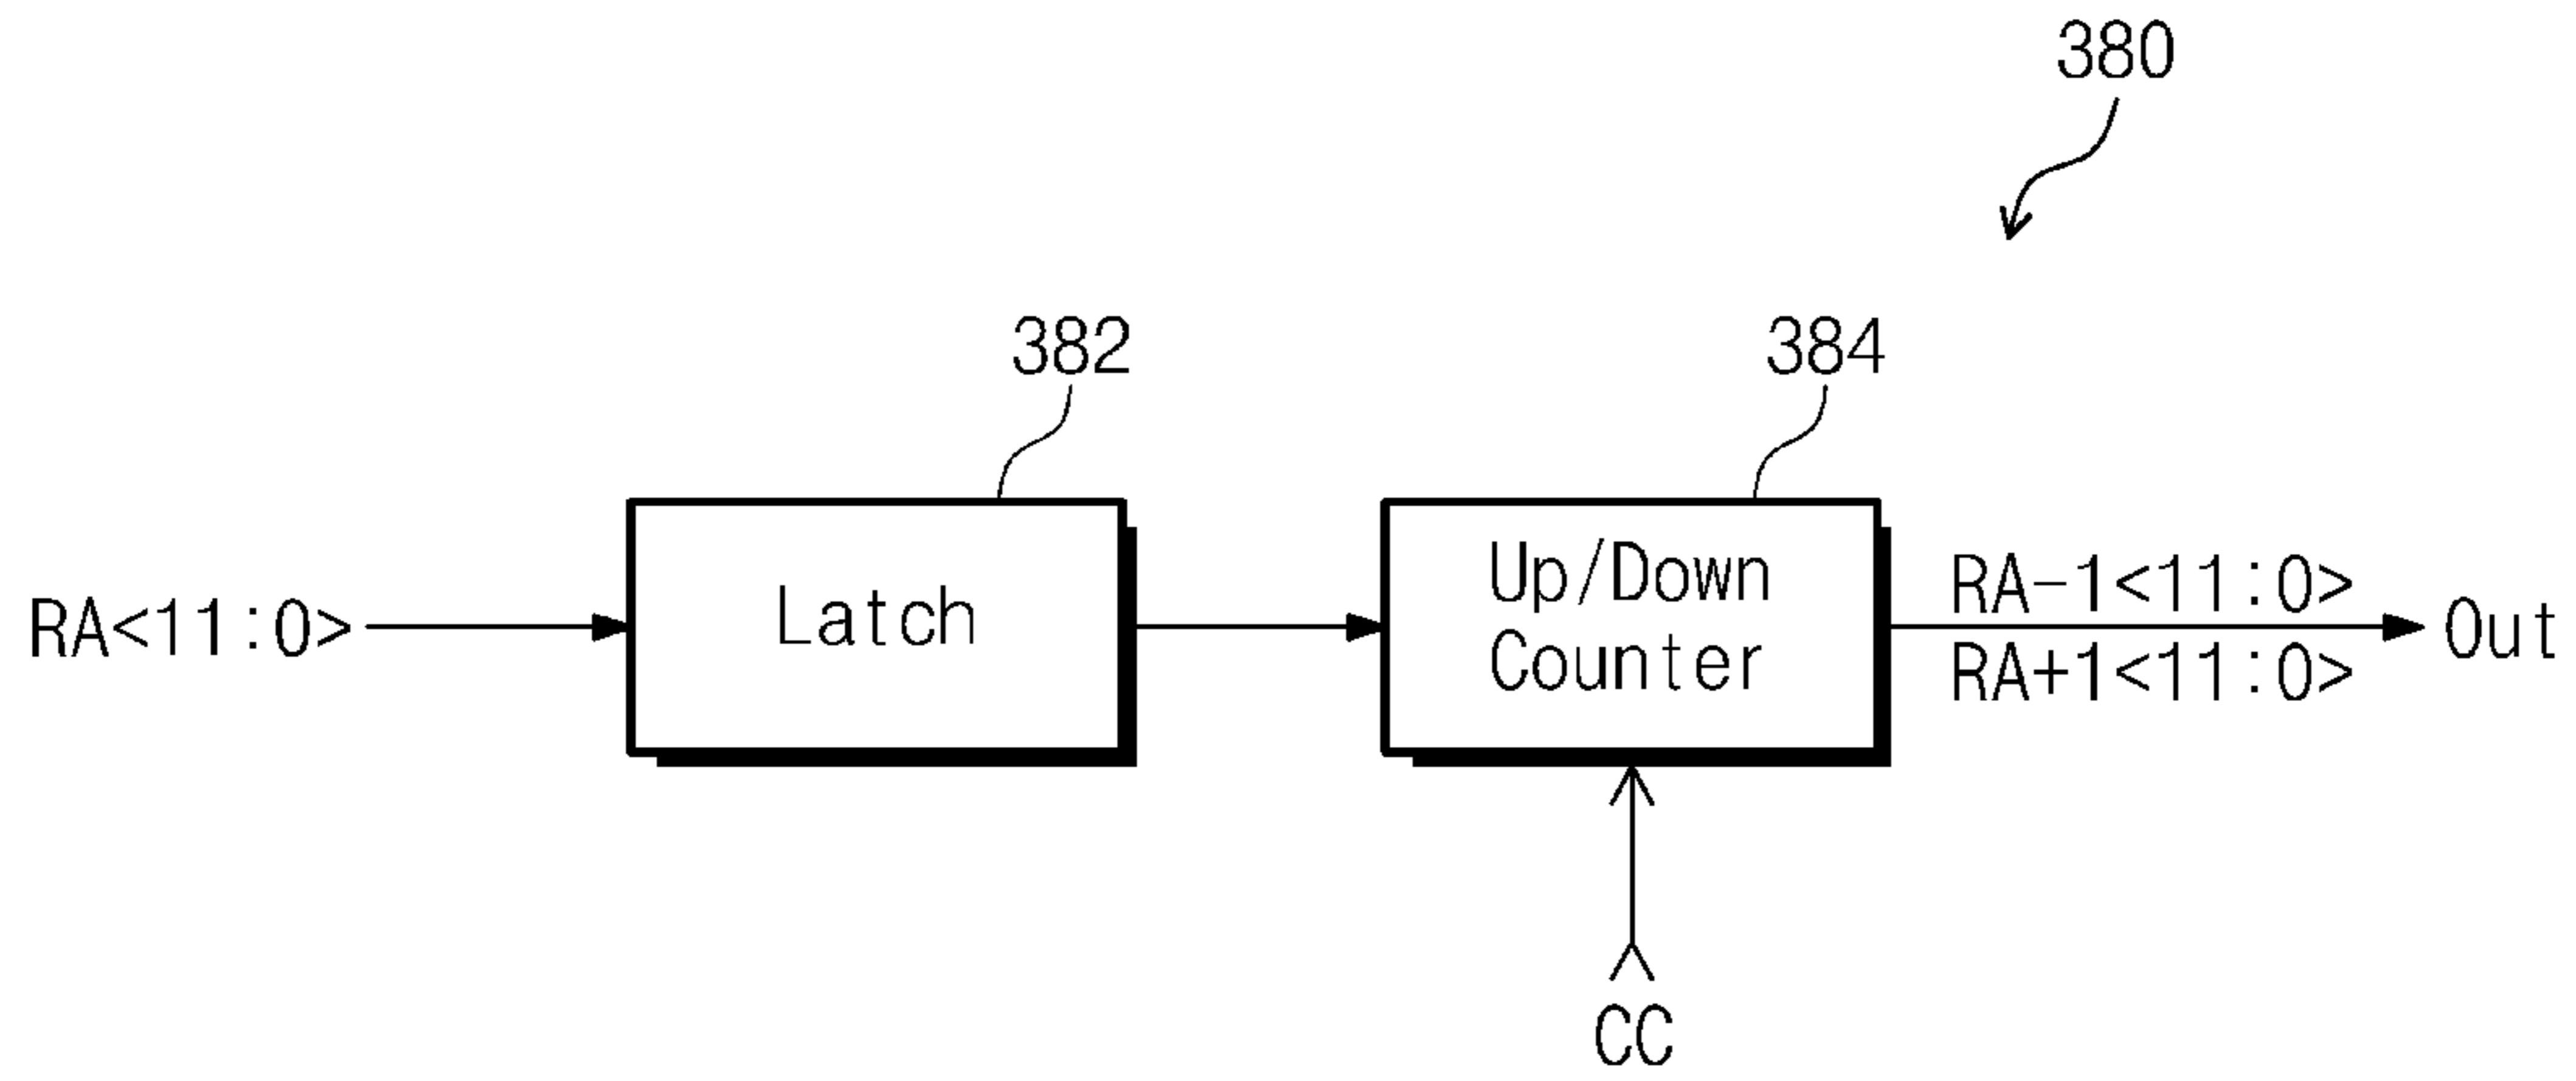 380
382
384
RA<11:0>
Latch
Up/Down
Counter
RA-1<11:0>
RA+1<11:0>
Out
CC